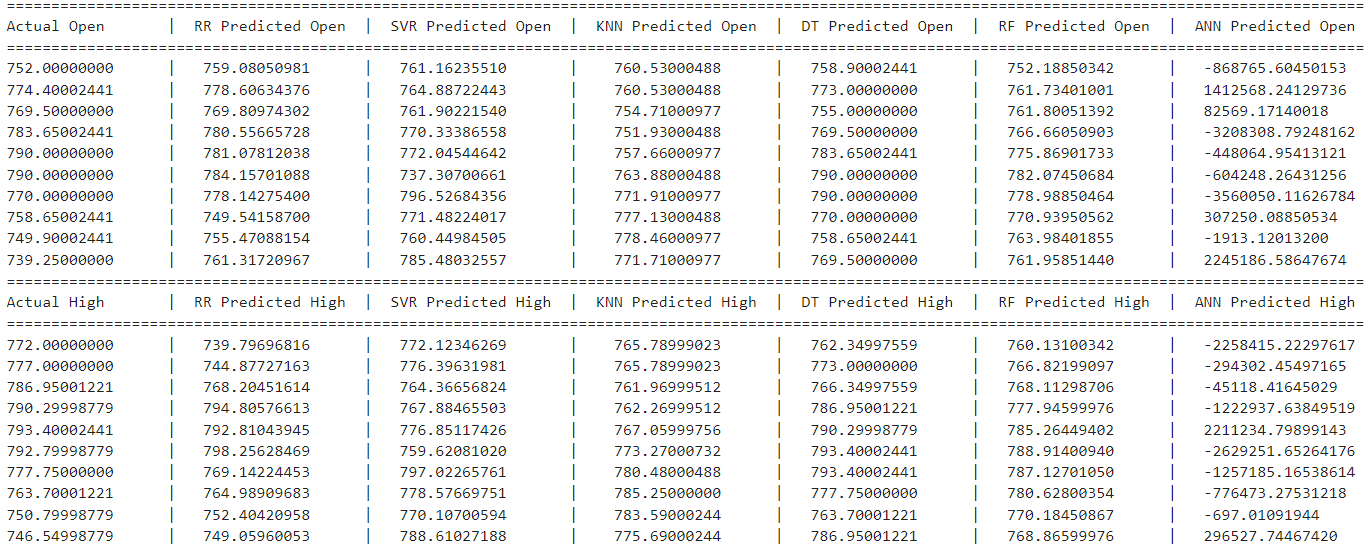 Actual Open | RR Predicted Open | SVR Predicted Open | KNN Predicted Open | DT Predicted Open | RF Predicted Open | ANN Predicted Open
752.00000000 | 759.08050981 | 761.16235510 | 760.53000488 | 758.90002441 | 752.18850342 | -868765.60450153
774.40002441 | 778.60634376 | 764.88722443 | 760.53000488 | 773.00000000 | 761.73401001 | 1412568.24129736
769.50000000 | 769.80974302 | 761.90221540 | 754.71000977 | 755.00000000 | 761.80051392 | 82569.17140018
783.65002441 | 780.55665728 | 770.33386558 | 751.93000488 | 769.50000000 | 766.66050903 | -3208308.79248162
790.00000000 | 781.07812038 | 772.04544642 | 757.66000977 | 783.65002441 | 775.86901733 | -448064.95413121
790.00000000 | 784.15701088 | 737.30700661 | 763.88000488 | 790.00000000 | 782.07450684 | -604248.26431256
770.00000000 | 778.14275400 | 796.52684356 | 771.91000977 | 790.00000000 | 778.98850464 | -3560050.11626784
758.65002441 | 749.54158700 | 771.48224017 | 777.13000488 | 770.00000000 | 770.93950562 | 307250.08850534
749.90002441 | 755.47088154 | 760.44984505 | 778.46000977 | 758.65002441 | 763.98401855 | -1913.12013200
739.25000000 | 761.31720967 | 785.48032557 | 771.71000977 | 769.50000000 | 761.95851440 | 2245186.58647674
Actual High | RR Predicted High | SVR Predicted High | KNN Predicted High | DT Predicted High | RF Predicted High | ANN Predicted High
772.00000000 | 739.79696816 | 772.12346269 | 765.78999023 | 762.34997559 | 760.13100342 | -2258415.22297617
777.00000000 | 744.87727163 | 776.39631981 | 765.78999023 | 773.00000000 | 766.82199097 | -294302.45497165
786.95001221 | 768.20451614 | 764.36656824 | 761.96999512 | 766.34997559 | 768.11298706 | -45118.41645029
790.29998779 | 794.80576613 | 767.88465503 | 762.26999512 | 786.95001221 | 777.94599976 | -1222937.63849519
793.40002441 | 792.81043945 | 776.85117426 | 767.05999756 | 790.29998779 | 785.26449402 | 2211234.79899143
792.79998779 | 798.25628469 | 759.62081020 | 773.27000732 | 793.40002441 | 788.91400940 | -2629251.65264176
777.75000000 | 769.14224453 | 797.02265761 | 780.48000488 | 793.40002441 | 787.12701050 | -1257185.16538614
763.70001221 | 764.98909683 | 778.57669751 | 785.25000000 | 777.75000000 | 780.62800354 | -776473.27531218
750.79998779 | 752.40420958 | 770.10700594 | 783.59000244 | 763.70001221 | 770.18450867 | -697.01091944
746.54998779 | 749.05960053 | 788.61027188 | 775.69000244 | 786.95001221 | 768.86599976 | 296527.74467420